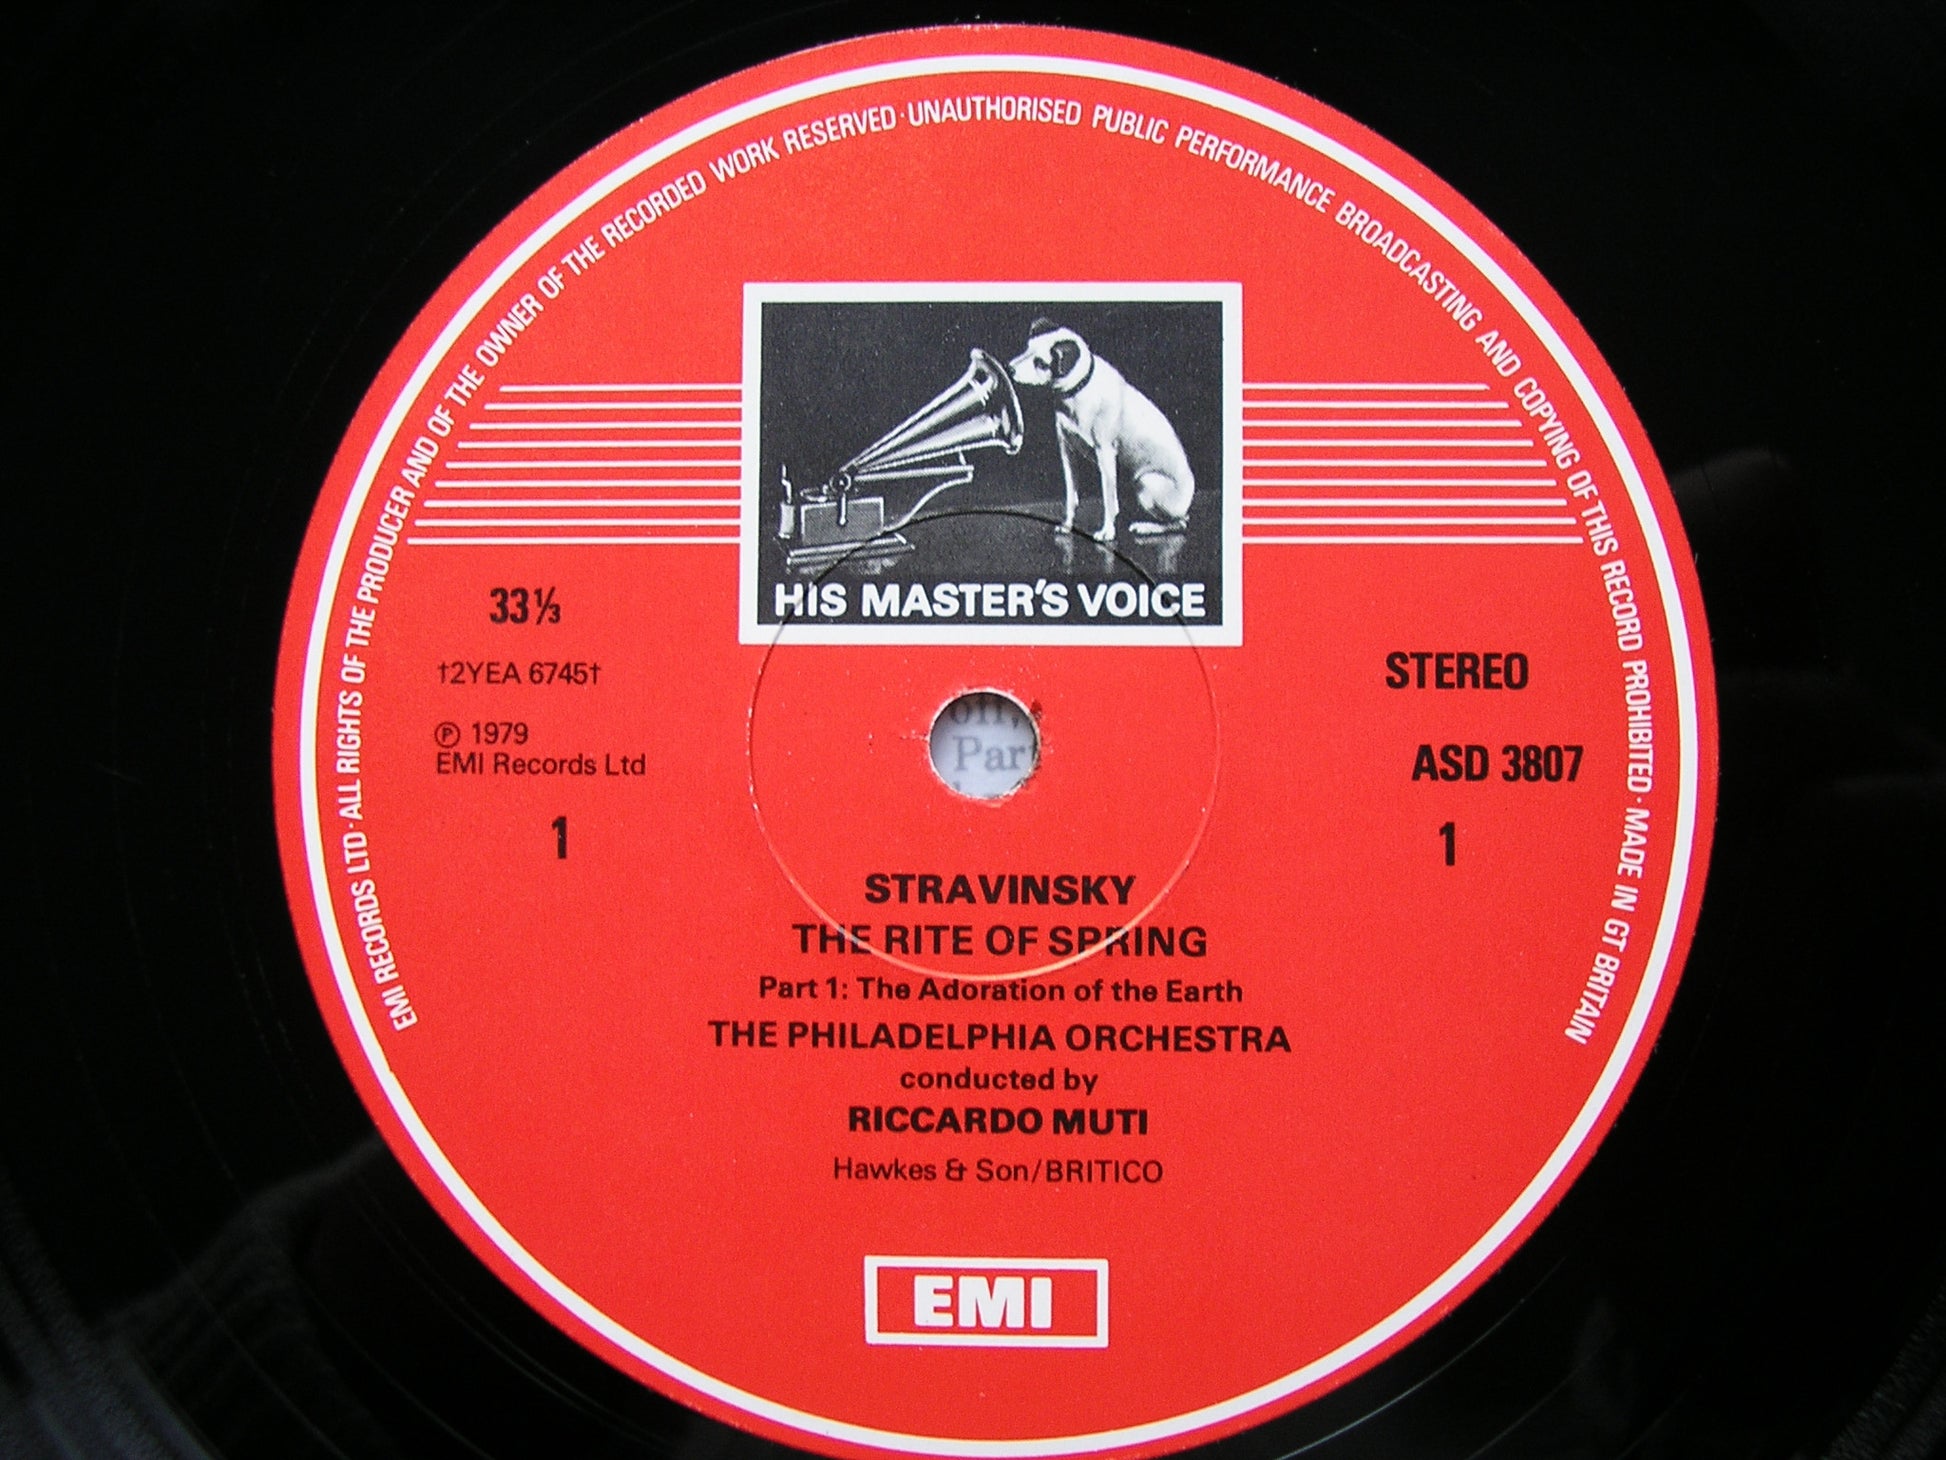 EMI RECORDS LTD · ALL RIGHTS OF THE PRODUCER AND OF THE OWNER OF THE RECORDED WORK RESERVED · UNAUTHORISED PUBLIC PERFORMANCE BROADCASTING AND COPYING OF THIS RECORD PROHIBITED · MADE IN GT BRITAIN
HIS MASTER'S VOICE
33⅓
†2YEA 6745†
℗ 1979
EMI Records Ltd
1
STEREO
ASD 3807
1
Par
STRAVINSKY
THE RITE OF SPRING
Part 1: The Adoration of the Earth
THE PHILADELPHIA ORCHESTRA
conducted by
RICCARDO MUTI
Hawkes & Son/BRITICO
EMI